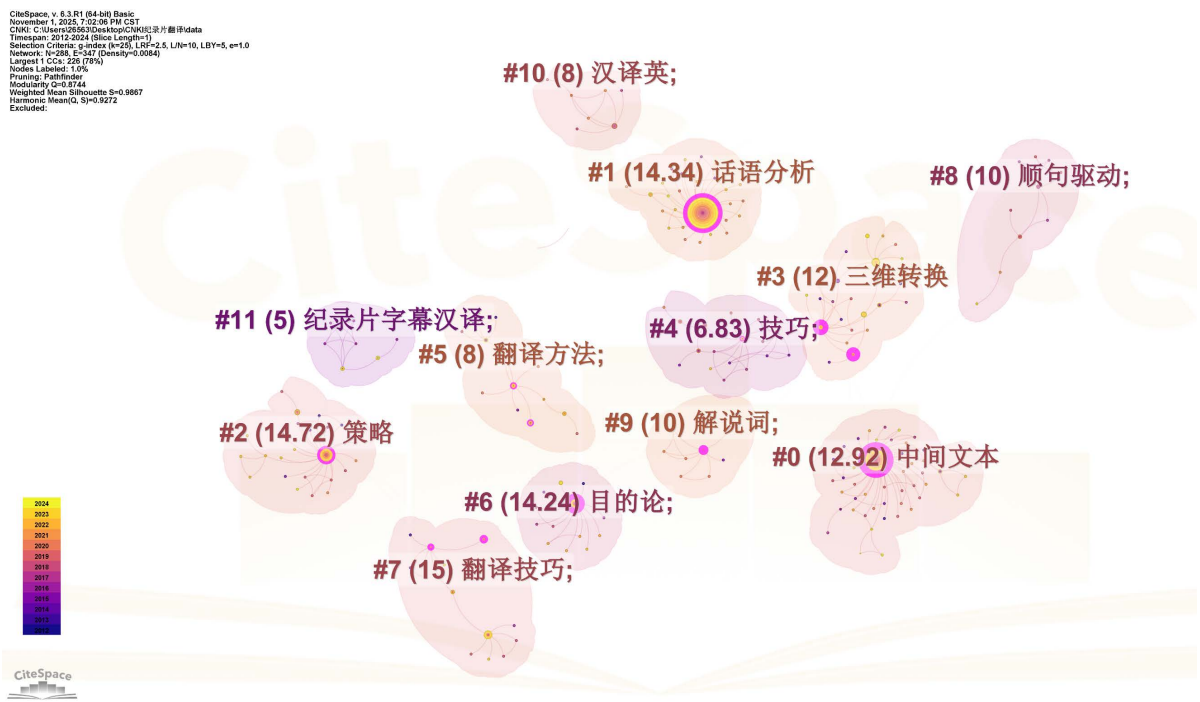 CiteSpace, v. 6.3.R1 (64-bit) Basic
November 1, 2025, 7:02:06 PM CST
CNKI: C:\Users\26563\Desktop\CNKI纪录片翻译\data
Timespan: 2012-2024 (Slice Length=1)
Selection Criteria: g-index (k=25), LRF=2.5, L/N=10, LBY=5, e=1.0
Network: N=288, E=347 (Density=0.0084)
Largest 1 CCs: 226 (78%)
Nodes Labeled: 1.0%
Pruning: Pathfinder
Modularity Q=0.8744
Weighted Mean Silhouette S=0.9867
Harmonic Mean(Q, S)=0.9272
Excluded:
#10 (8) 汉译英;
#1 (14.34) 话语分析
#8 (10) 顺句驱动;
#3 (12) 三维转换
#11 (5) 纪录片字幕汉译;
#4 (6.83) 技巧;
#5 (8) 翻译方法;
#2 (14.72) 策略
#9 (10) 解说词;
#0 (12.92) 中间文本
#6 (14.24) 目的论;
#7 (15) 翻译技巧;
2024
2023
2022
2021
2020
2019
2018
2017
2016
2015
2014
2013
2012
CiteSpace
CiteSpace